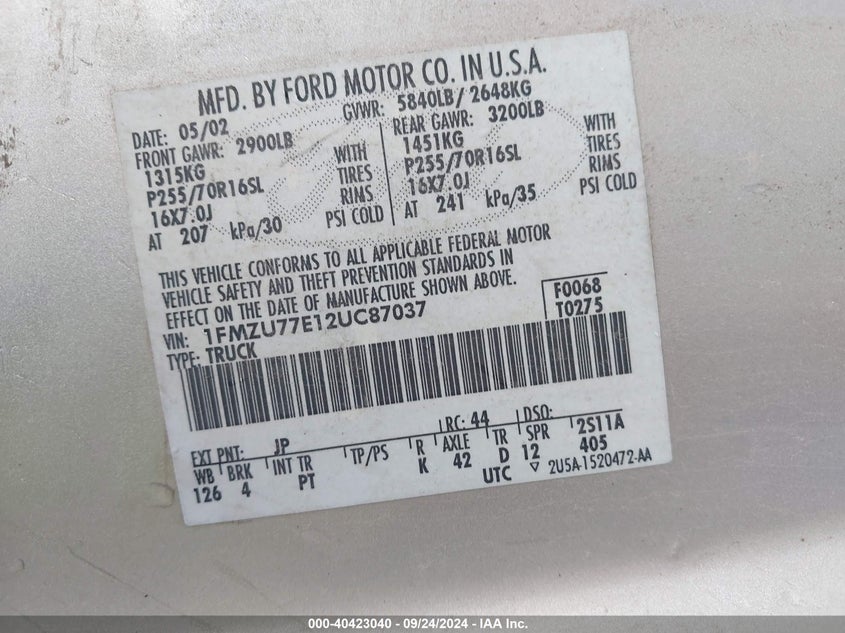 MFD. BY FORD MOTOR CO. IN U.S.A.
DATE: 05/02 GVWR: 5840LB/ 2648KG
FRONT GAWR: 2900LB REAR GAWR: 3200LB
1315KG WITH 1451KG WITH
P255/70R16SL TIRES P255/70R16SL TIRES
16X7.0J RIMS 16X7.0J RIMS
AT 207 kPa/30 PSI COLD AT 241 kPa/35 PSI COLD
THIS VEHICLE CONFORMS TO ALL APPLICABLE FEDERAL MOTOR
VEHICLE SAFETY AND THEFT PREVENTION STANDARDS IN
EFFECT ON THE DATE OF MANUFACTURE SHOWN ABOVE.
VIN: 1FMZU77E12UC87037
F0068
T0275
TYPE: TRUCK
EXT PNT: JP RC: 44 DSO:
WB BRK INT TR TP/PS R AXLE TR SPR 2S11A
126 4 PT K 42 D 12 405
UTC ▽ 2U5A-1520472-AA
000-40423040 - 09/24/2024 - IAA Inc.